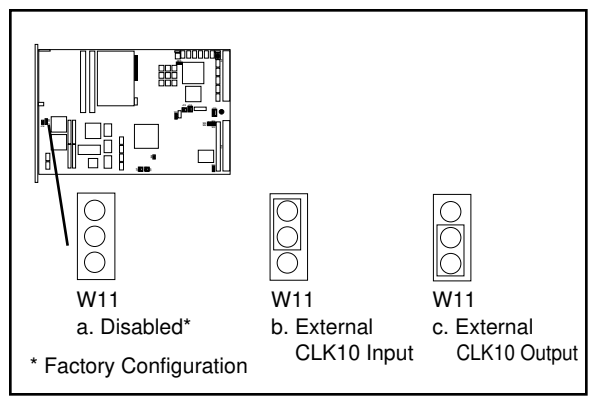 W11
a. Disabled*
W11
b. External
CLK10 Input
W11
c. External
CLK10 Output
* Factory Configuration